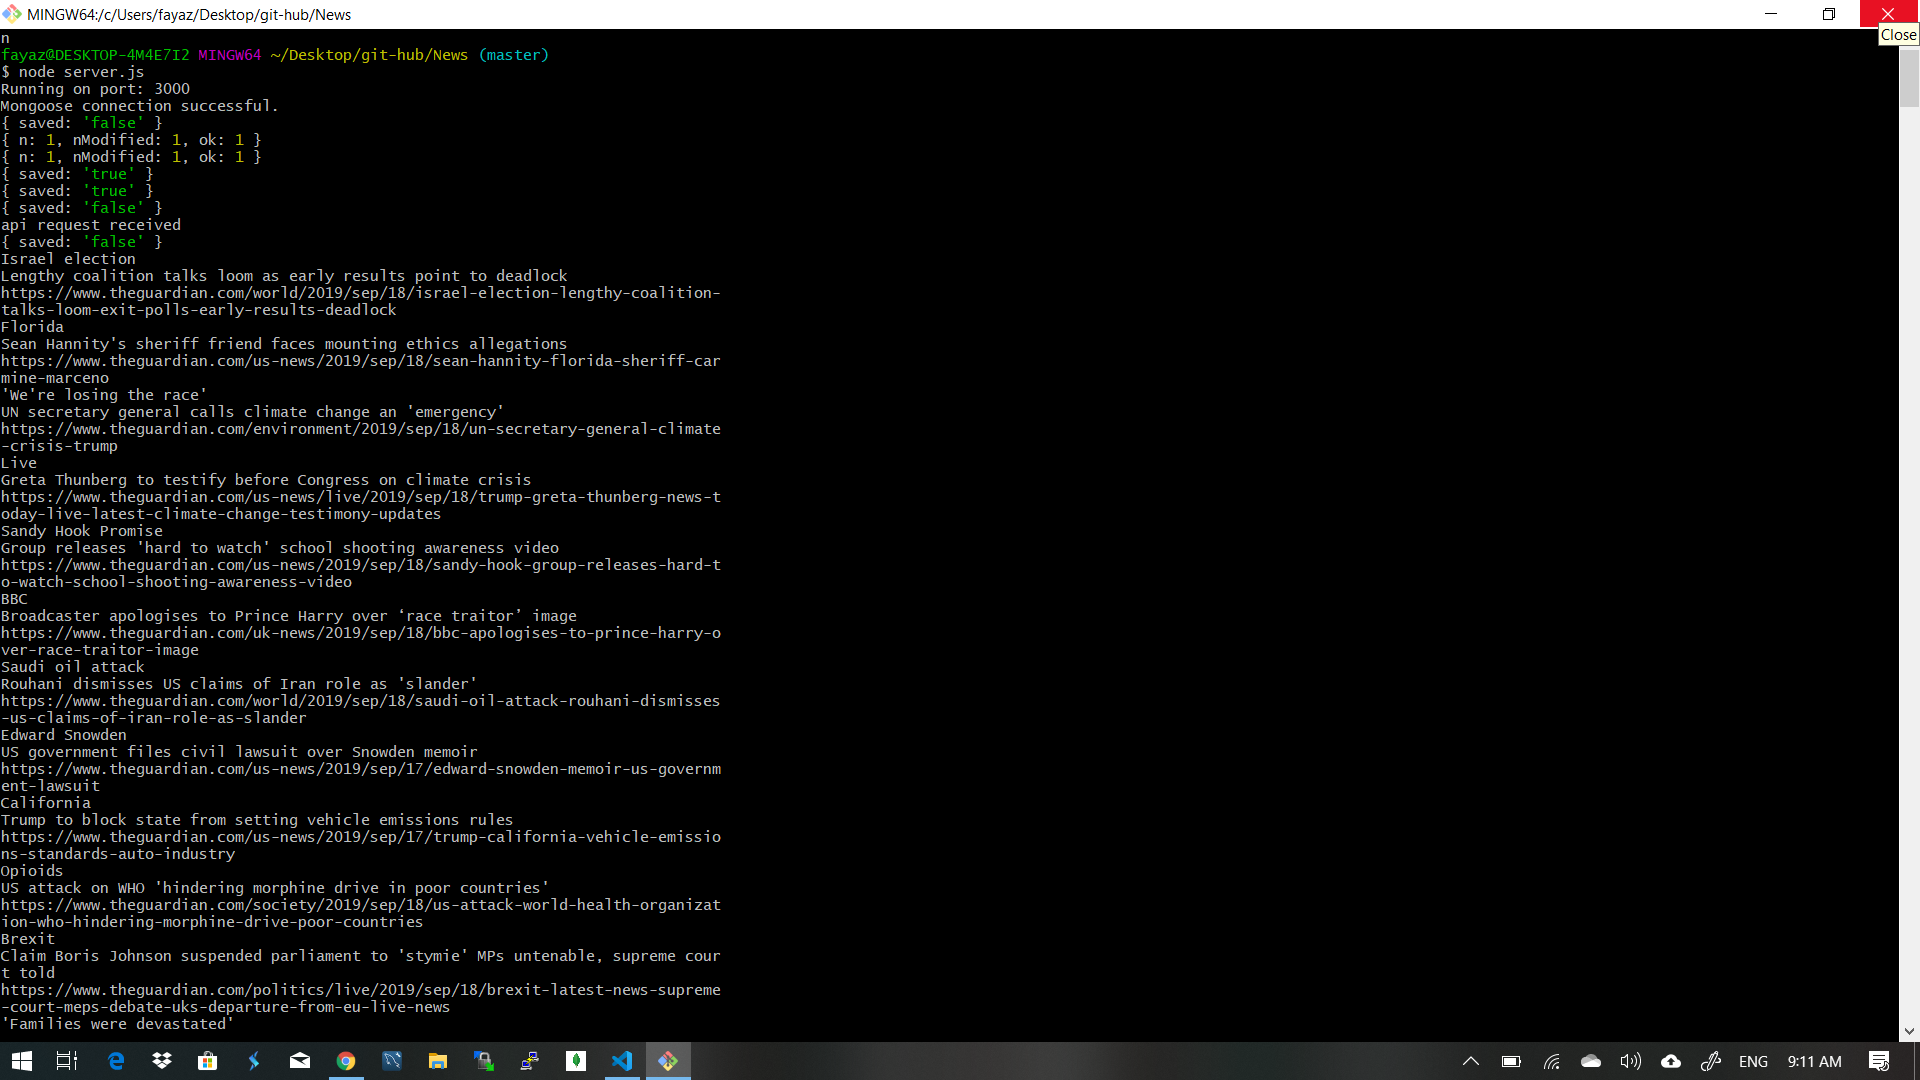 MINGW64:/c/Users/fayaz/Desktop/git-hub/News
Close
n
fayaz@DESKTOP-4M4E7I2 MINGW64 ~/Desktop/git-hub/News (master)
$ node server.js
Running on port: 3000
Mongoose connection successful.
{ saved: 'false' }
{ n: 1, nModified: 1, ok: 1 }
{ n: 1, nModified: 1, ok: 1 }
{ saved: 'true' }
{ saved: 'true' }
{ saved: 'false' }
api request received
{ saved: 'false' }
Israel election
Lengthy coalition talks loom as early results point to deadlock
https://www.theguardian.com/world/2019/sep/18/israel-election-lengthy-coalition-
talks-loom-exit-polls-early-results-deadlock
Florida
Sean Hannity's sheriff friend faces mounting ethics allegations
https://www.theguardian.com/us-news/2019/sep/18/sean-hannity-florida-sheriff-car
mine-marceno
'We're losing the race'
UN secretary general calls climate change an 'emergency'
https://www.theguardian.com/environment/2019/sep/18/un-secretary-general-climate
-crisis-trump
Live
Greta Thunberg to testify before Congress on climate crisis
https://www.theguardian.com/us-news/live/2019/sep/18/trump-greta-thunberg-news-t
oday-live-latest-climate-change-testimony-updates
Sandy Hook Promise
Group releases 'hard to watch' school shooting awareness video
https://www.theguardian.com/us-news/2019/sep/18/sandy-hook-group-releases-hard-t
o-watch-school-shooting-awareness-video
BBC
Broadcaster apologises to Prince Harry over ‘race traitor’ image
https://www.theguardian.com/uk-news/2019/sep/18/bbc-apologises-to-prince-harry-o
ver-race-traitor-image
Saudi oil attack
Rouhani dismisses US claims of Iran role as 'slander'
https://www.theguardian.com/world/2019/sep/18/saudi-oil-attack-rouhani-dismisses
-us-claims-of-iran-role-as-slander
Edward Snowden
US government files civil lawsuit over Snowden memoir
https://www.theguardian.com/us-news/2019/sep/17/edward-snowden-memoir-us-governm
ent-lawsuit
California
Trump to block state from setting vehicle emissions rules
https://www.theguardian.com/us-news/2019/sep/17/trump-california-vehicle-emissio
ns-standards-auto-industry
Opioids
US attack on WHO 'hindering morphine drive in poor countries'
https://www.theguardian.com/society/2019/sep/18/us-attack-world-health-organizat
ion-who-hindering-morphine-drive-poor-countries
Brexit
Claim Boris Johnson suspended parliament to 'stymie' MPs untenable, supreme cour
t told
https://www.theguardian.com/politics/live/2019/sep/18/brexit-latest-news-supreme
-court-meps-debate-uks-departure-from-eu-live-news
'Families were devastated'
ENG
9:11 AM